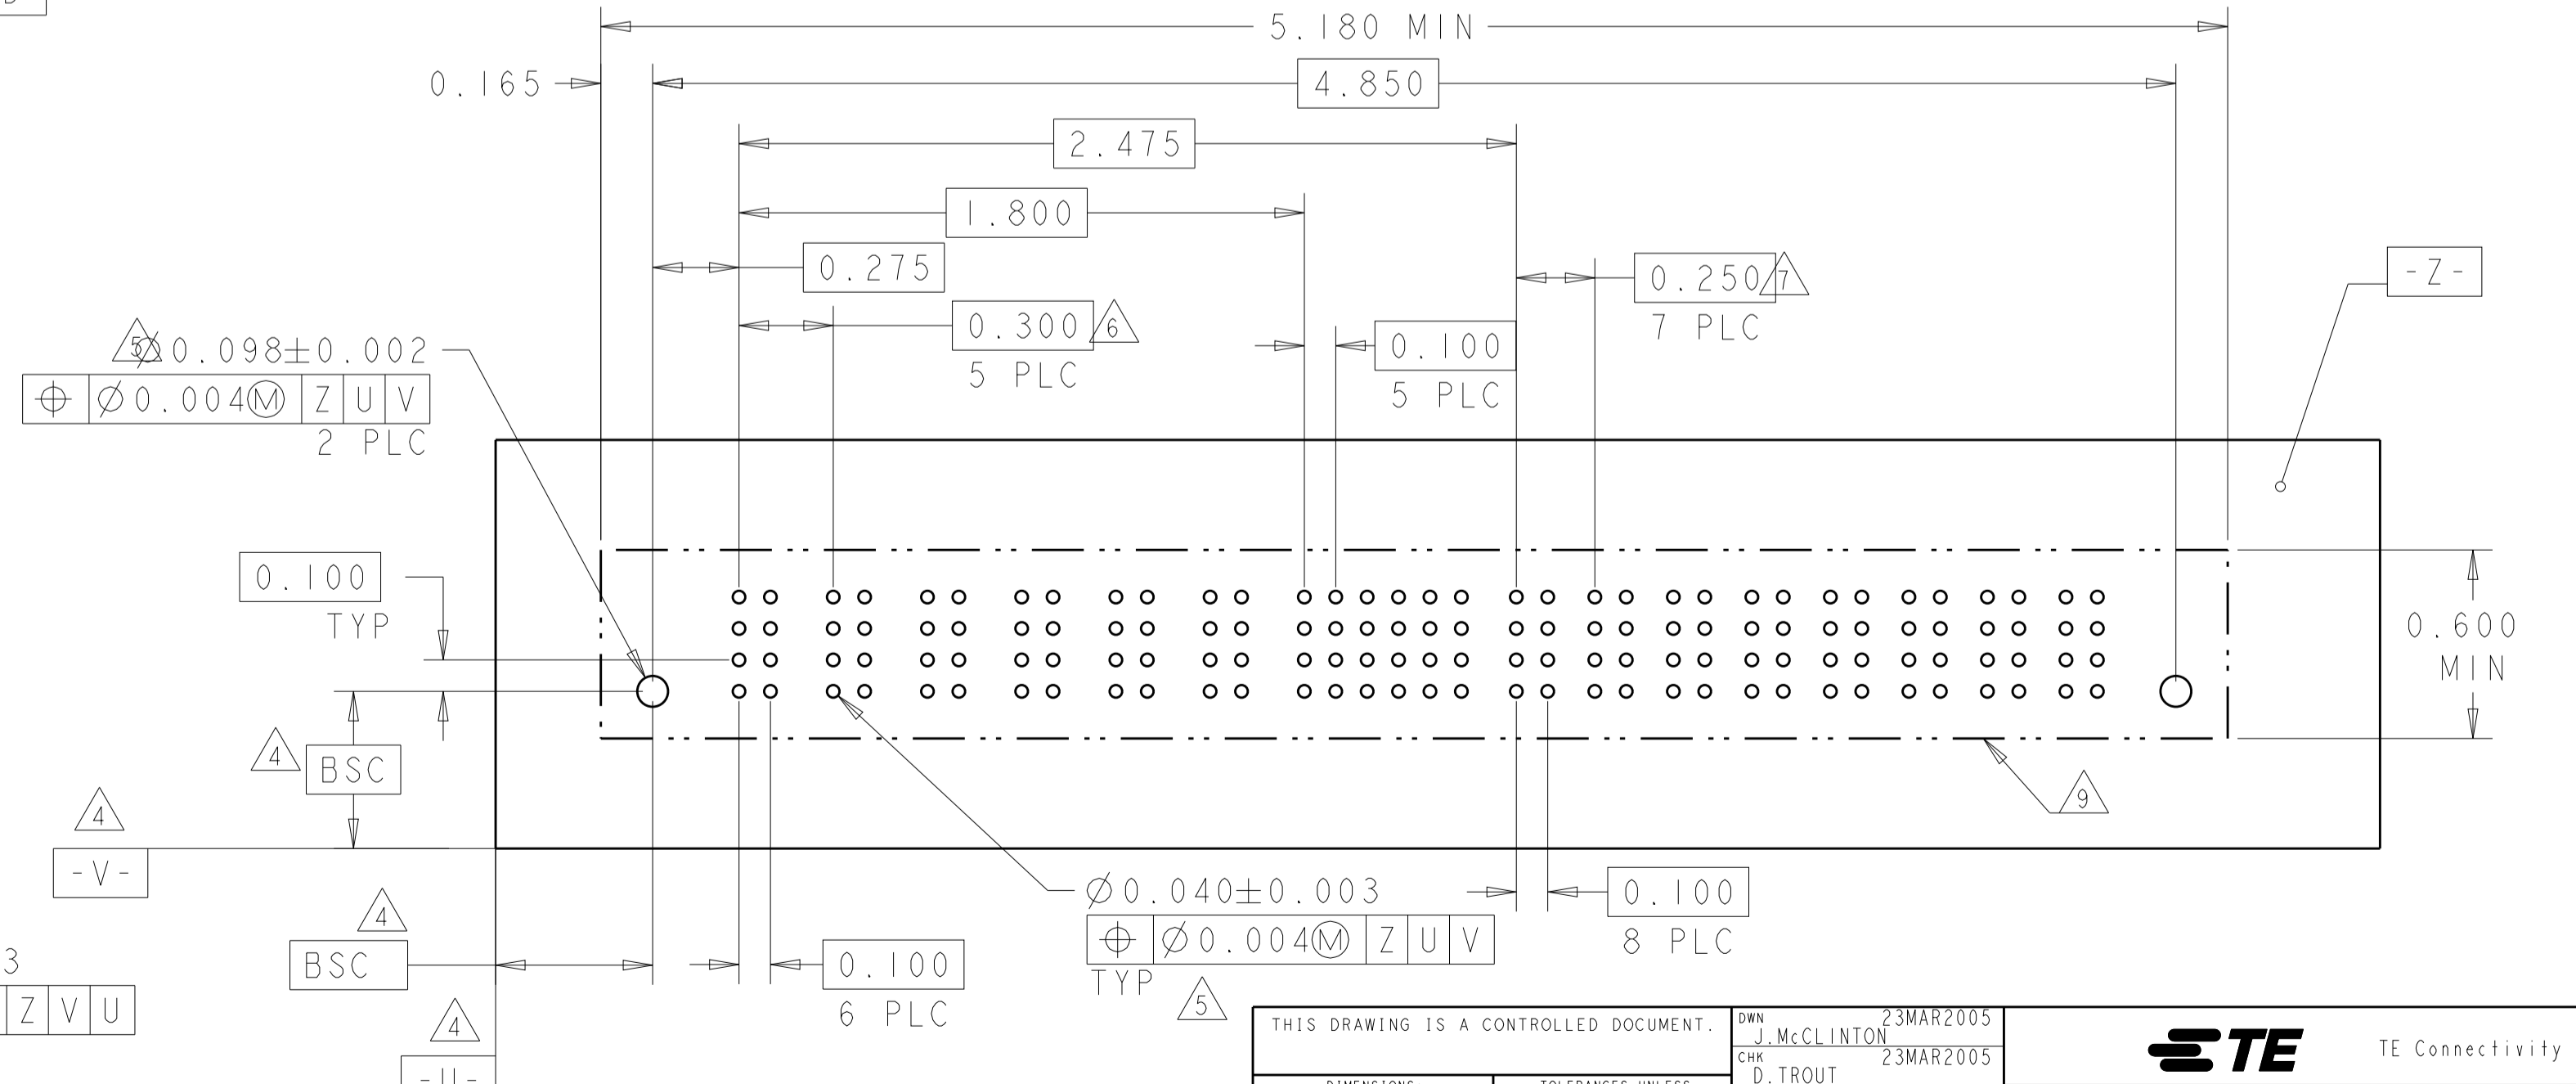 5.180 MIN
0.165
4.850
2.475
1.800
0.275
0.250 7
7 PLC
-Z-
0.300 6
5 PLC
0.100
5 PLC
5 Ø0.098±0.002
⌖ Ø0.004Ⓜ Z U V
2 PLC
0.100
TYP
0.600
MIN
4
BSC
4
-V-
9
Ø0.040±0.003
⌖ Ø0.004Ⓜ Z U V
TYP
5
0.100
8 PLC
4
BSC
0.100
6 PLC
3
Z V U
4
-U-
THIS DRAWING IS A CONTROLLED DOCUMENT.
DWN 23MAR2005
J.McCLINTON
CHK 23MAR2005
D.TROUT
TE
TE Connectivity
DIMENSIONS:
TOLERANCES UNLESS